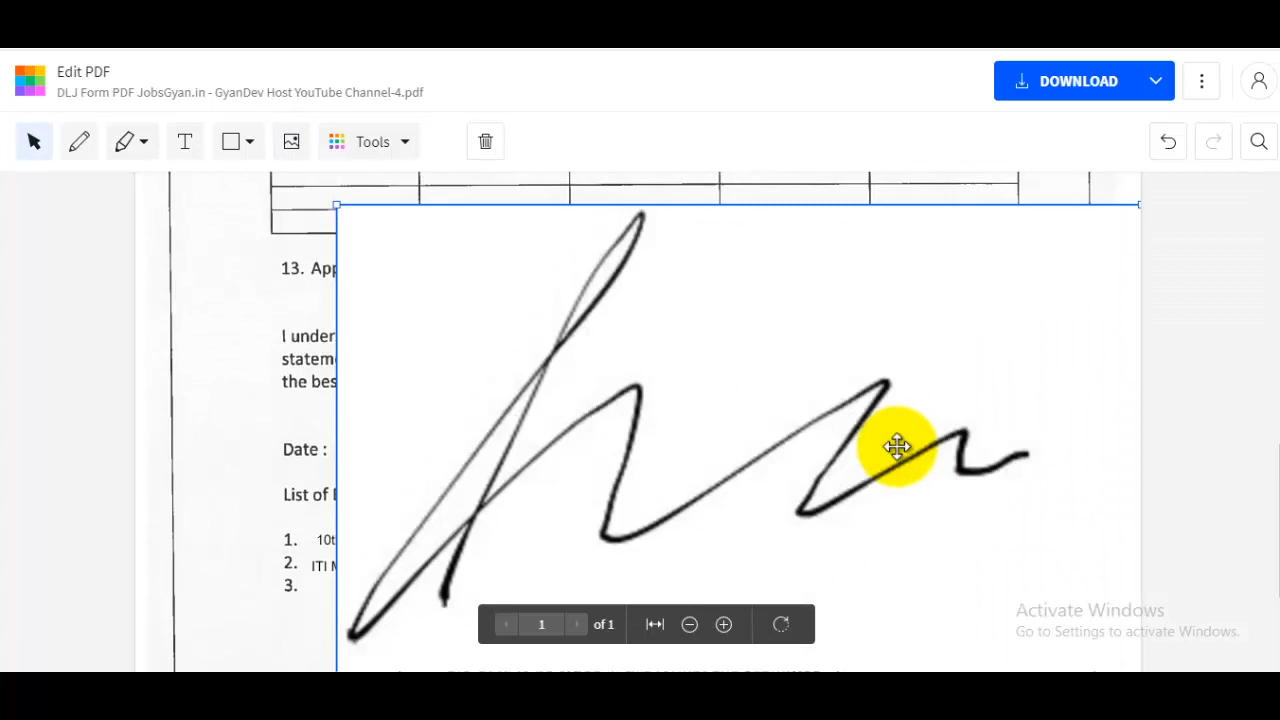 Edit PDF
DLJ Form PDF JobsGyan.in - GyanDev Host YouTube Channel-4.pdf
DOWNLOAD
T
Tools
13. App
I under
statem
the bes
Date :
List of
1. 10t
2. ITI
3.
1 of 1
Activate Windows
Go to Settings to activate Windows.